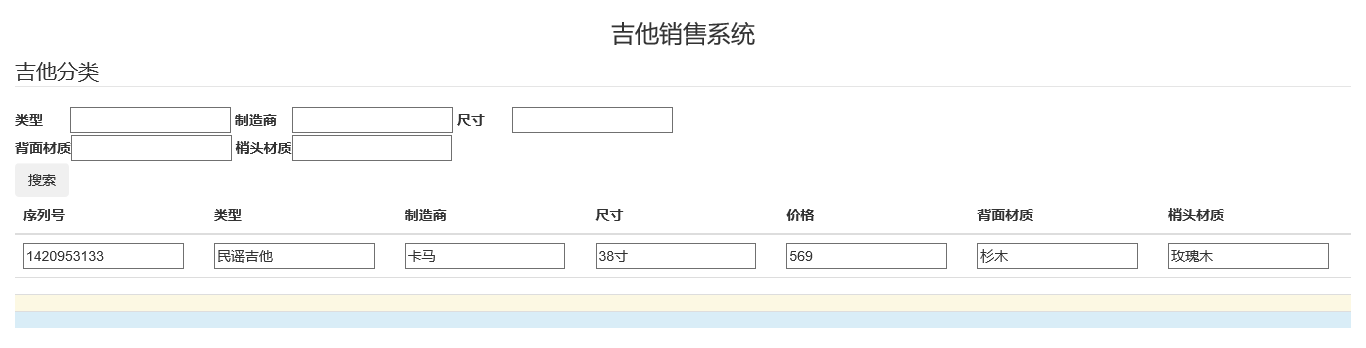 吉他销售系统
吉他分类
类型 制造商 尺寸
背面材质 梢头材质
搜索
序列号 类型 制造商 尺寸 价格 背面材质 梢头材质
1420953133 民谣吉他 卡马 38寸 569 杉木 玫瑰木